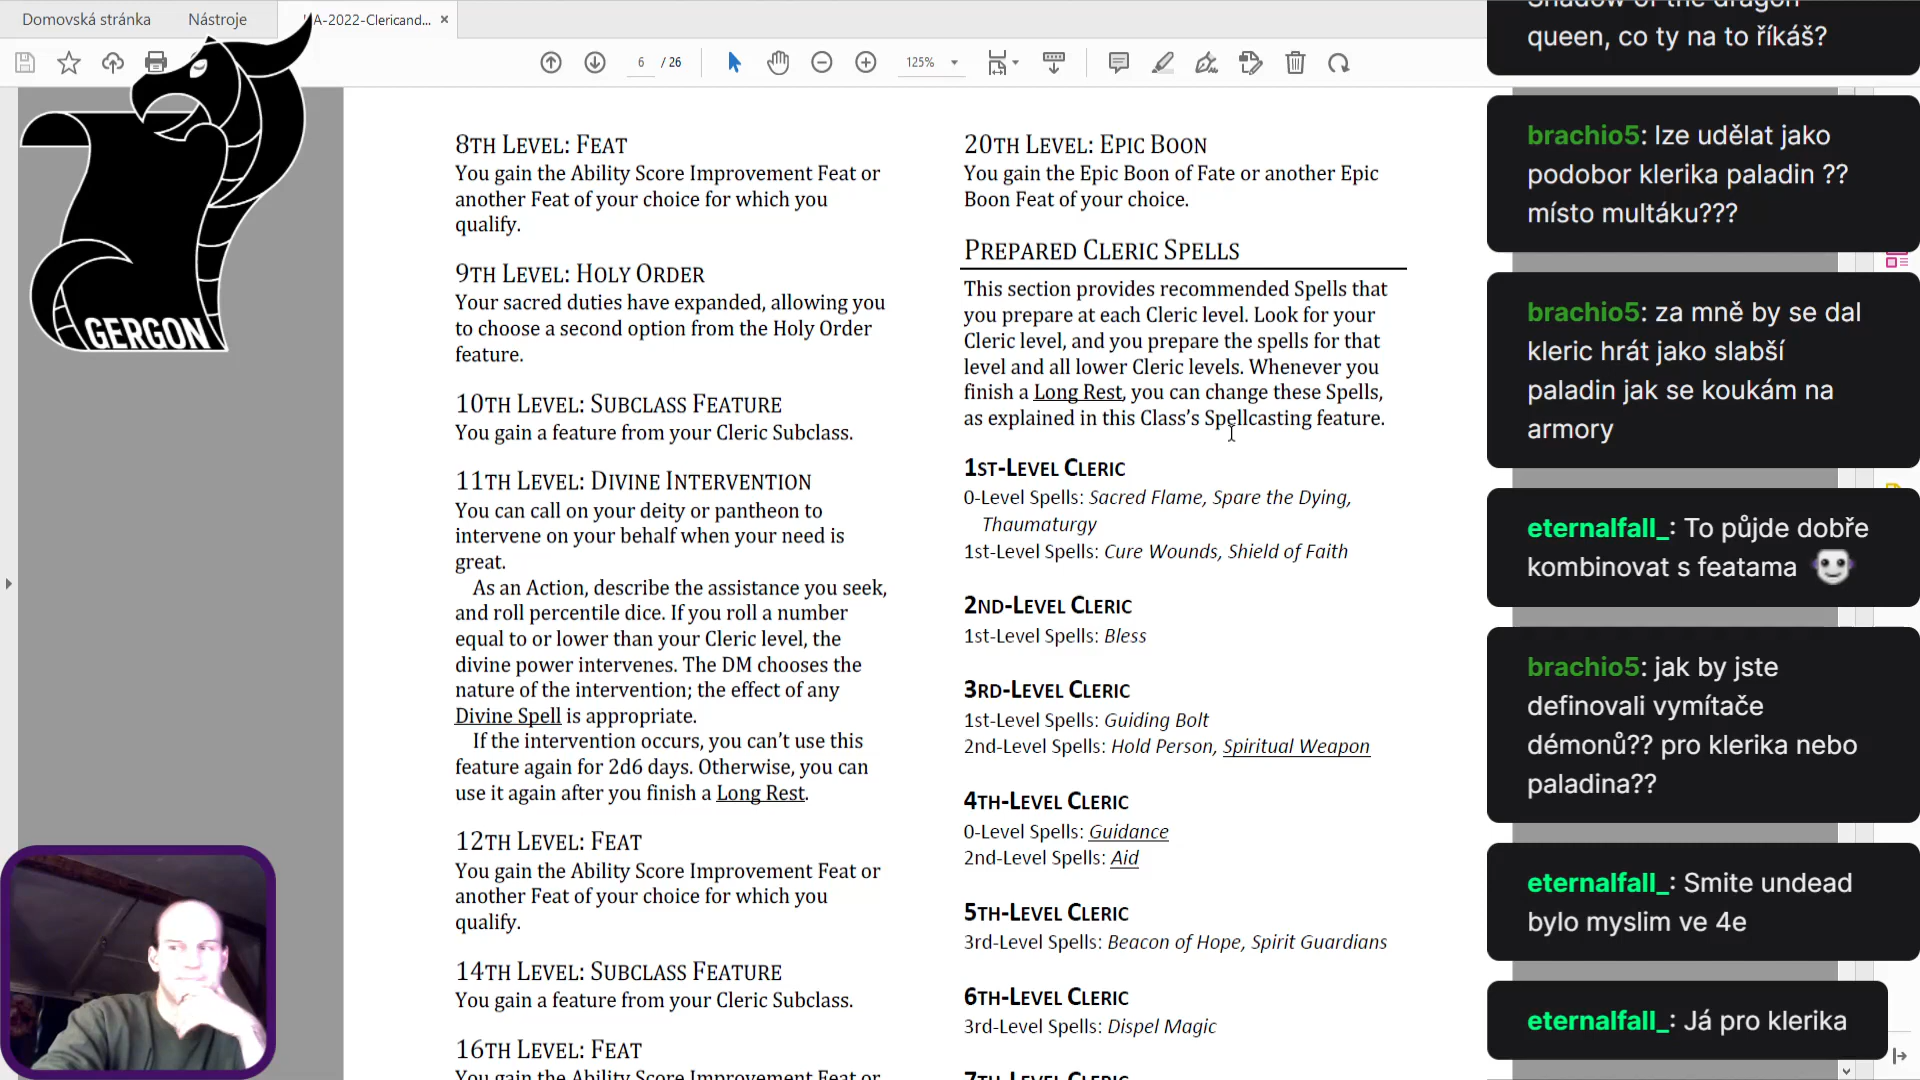 Domovská stránka
Nástroje
A-2022-Clericand...
6 / 26
125%
GERGON
8TH LEVEL: FEAT
You gain the Ability Score Improvement Feat or
another Feat of your choice for which you
qualify.
9TH LEVEL: HOLY ORDER
Your sacred duties have expanded, allowing you
to choose a second option from the Holy Order
feature.
10TH LEVEL: SUBCLASS FEATURE
You gain a feature from your Cleric Subclass.
11TH LEVEL: DIVINE INTERVENTION
You can call on your deity or pantheon to
intervene on your behalf when your need is
great.
As an Action, describe the assistance you seek,
and roll percentile dice. If you roll a number
equal to or lower than your Cleric level, the
divine power intervenes. The DM chooses the
nature of the intervention; the effect of any
Divine Spell is appropriate.
If the intervention occurs, you can’t use this
feature again for 2d6 days. Otherwise, you can
use it again after you finish a Long Rest.
12TH LEVEL: FEAT
You gain the Ability Score Improvement Feat or
another Feat of your choice for which you
qualify.
14TH LEVEL: SUBCLASS FEATURE
You gain a feature from your Cleric Subclass.
16TH LEVEL: FEAT
You gain the Ability Score Improvement Feat or
20TH LEVEL: EPIC BOON
You gain the Epic Boon of Fate or another Epic
Boon Feat of your choice.
PREPARED CLERIC SPELLS
This section provides recommended Spells that
you prepare at each Cleric level. Look for your
Cleric level, and you prepare the spells for that
level and all lower Cleric levels. Whenever you
finish a Long Rest, you can change these Spells,
as explained in this Class’s Spellcasting feature.
1ST-LEVEL CLERIC
0-Level Spells: Sacred Flame, Spare the Dying,
Thaumaturgy
1st-Level Spells: Cure Wounds, Shield of Faith
2ND-LEVEL CLERIC
1st-Level Spells: Bless
3RD-LEVEL CLERIC
1st-Level Spells: Guiding Bolt
2nd-Level Spells: Hold Person, Spiritual Weapon
4TH-LEVEL CLERIC
0-Level Spells: Guidance
2nd-Level Spells: Aid
5TH-LEVEL CLERIC
3rd-Level Spells: Beacon of Hope, Spirit Guardians
6TH-LEVEL CLERIC
3rd-Level Spells: Dispel Magic
7TH-LEVEL CLERIC
Shadow of the dragon
queen, co ty na to říkáš?
brachio5: lze udělat jako
podobor klerika paladin ??
místo multáku???
brachio5: za mně by se dal
kleric hrát jako slabší
paladin jak se koukám na
armory
eternalfall_: To půjde dobře
kombinovat s featama
brachio5: jak by jste
definovali vymítače
démonů?? pro klerika nebo
paladina??
eternalfall_: Smite undead
bylo myslim ve 4e
eternalfall_: Já pro klerika